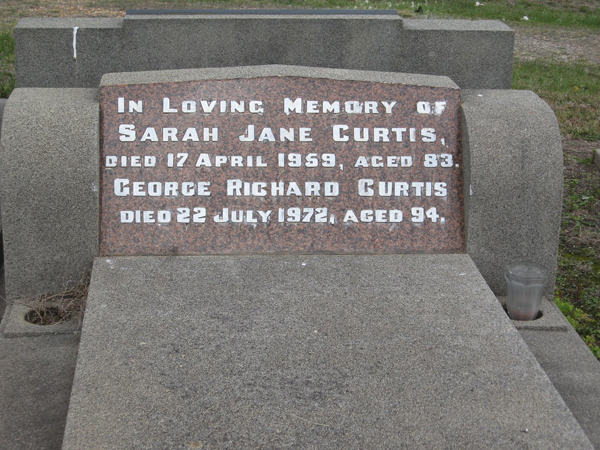 In Loving Memory of
Sarah Jane Curtis,
died 17 April 1959, aged 83.
George Richard Curtis
died 22 July 1972, aged 94.